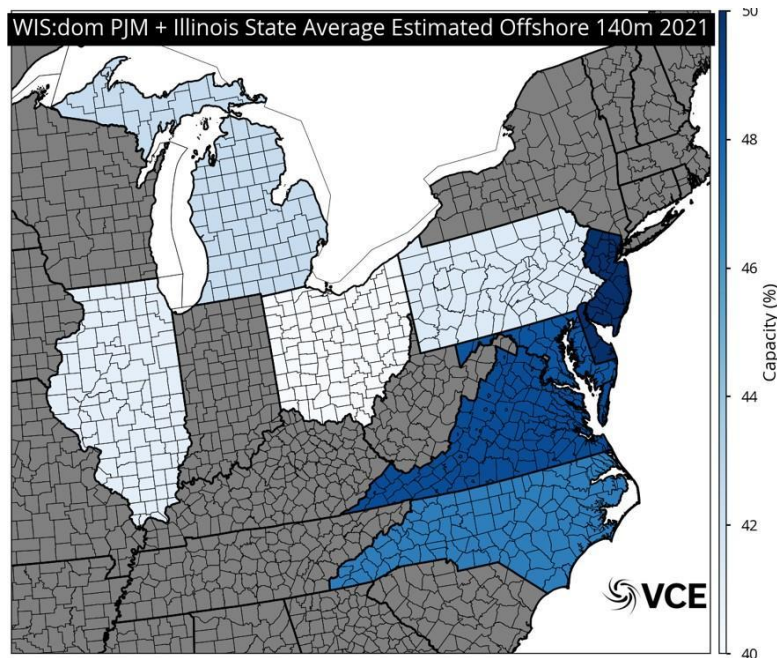 WIS:dom PJM + Illinois State Average Estimated Offshore 140m 2021
50
48
46
44
42
40
Capacity (%)
VCE